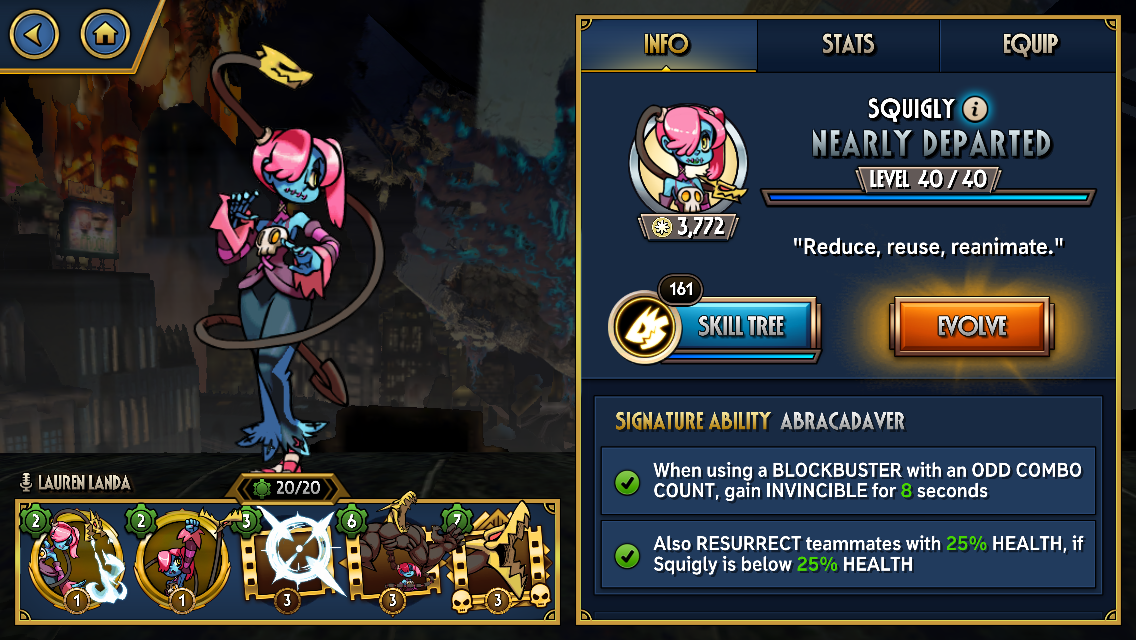 INFO
STATS
EQUIP
SQUIGLY i
NEARLY DEPARTED
LEVEL 40 / 40
3,772
"Reduce, reuse, reanimate."
161
SKILL TREE
EVOLVE
SIGNATURE ABILITY ABRACADAVER
When using a BLOCKBUSTER with an ODD COMBO
COUNT, gain INVINCIBLE for 8 seconds
Also RESURRECT teammates with 25% HEALTH, if
Squigly is below 25% HEALTH
LAUREN LANDA
20/20
2 2 3 6 7
1 1 3 3 3